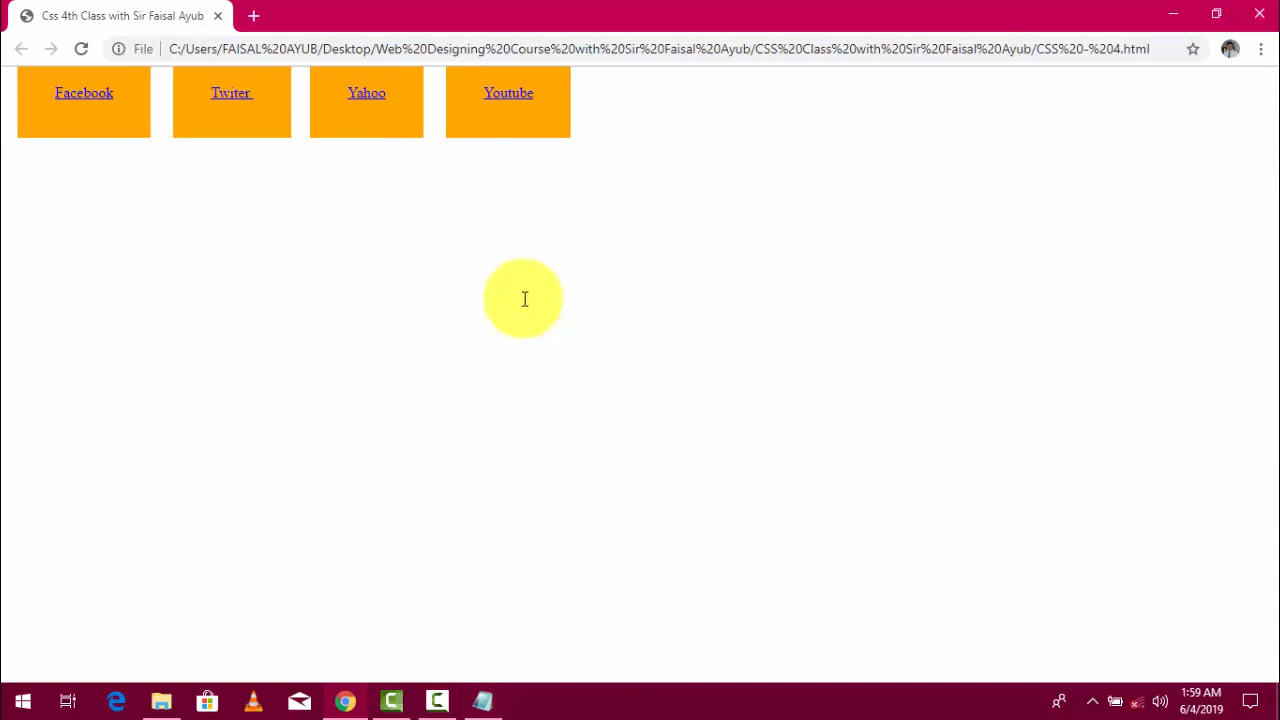 Css 4th Class with Sir Faisal Ayub
File
C:/Users/FAISAL%20AYUB/Desktop/Web%20Designing%20Course%20with%20Sir%20Faisal%20Ayub/CSS%20Class%20with%20Sir%20Faisal%20Ayub/CSS%20-%204.html
Facebook Twiter Yahoo Youtube
1:59 AM
6/4/2019